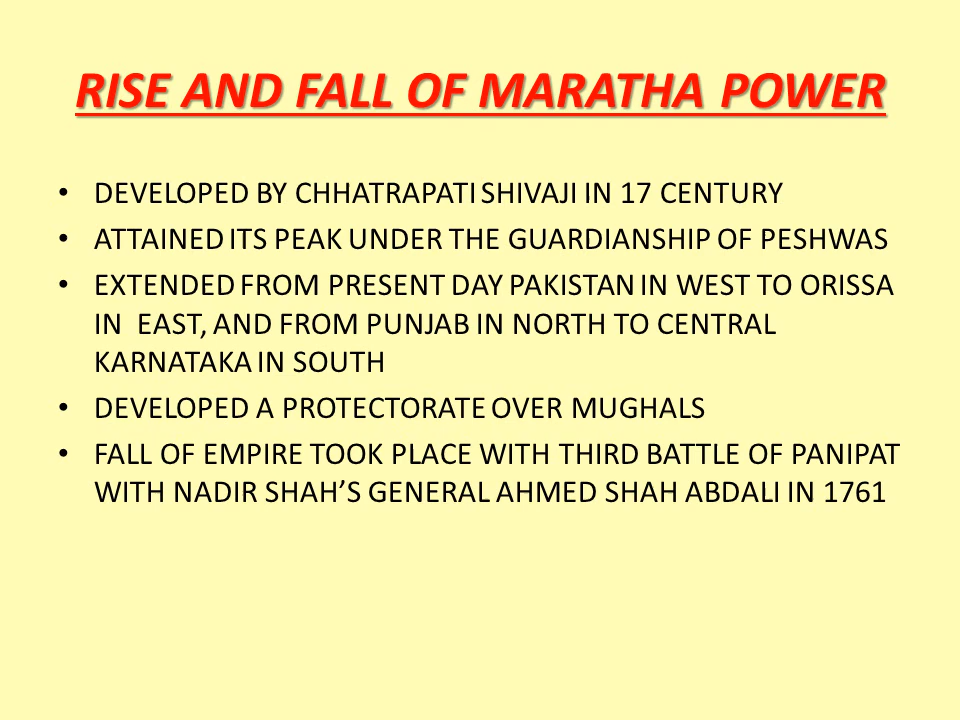 RISE AND FALL OF MARATHA POWER
• DEVELOPED BY CHHATRAPATI SHIVAJI IN 17 CENTURY
• ATTAINED ITS PEAK UNDER THE GUARDIANSHIP OF PESHWAS
• EXTENDED FROM PRESENT DAY PAKISTAN IN WEST TO ORISSA
IN  EAST, AND FROM PUNJAB IN NORTH TO CENTRAL
KARNATAKA IN SOUTH
• DEVELOPED A PROTECTORATE OVER MUGHALS
• FALL OF EMPIRE TOOK PLACE WITH THIRD BATTLE OF PANIPAT
WITH NADIR SHAH’S GENERAL AHMED SHAH ABDALI IN 1761